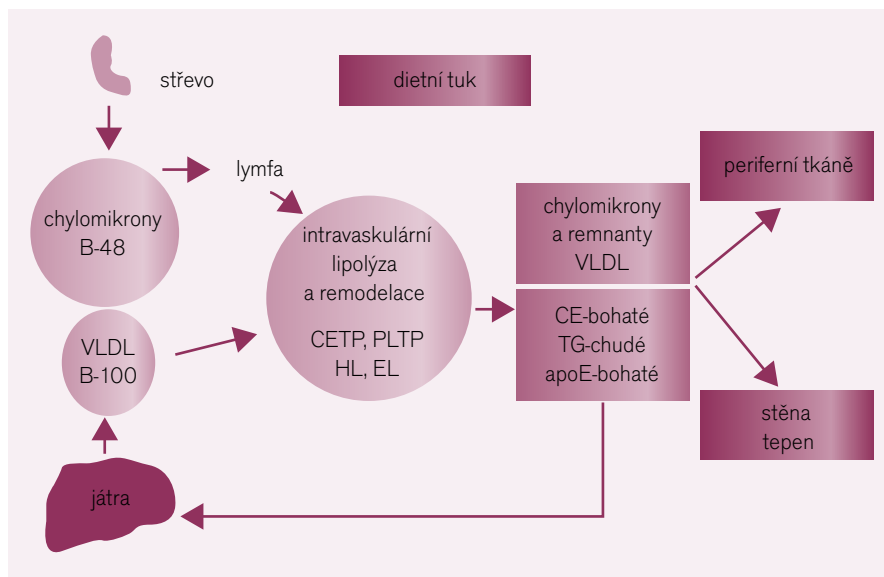 střevo
dietní tuk
lymfa
chylomikrony
B-48
VLDL
B-100
játra
intravaskulární
lipolýza
a remodelace
CETP, PLTP
HL, EL
chylomikrony
a remnanty
VLDL
CE-bohaté
TG-chudé
apoE-bohaté
periferní tkáně
stěna
tepen